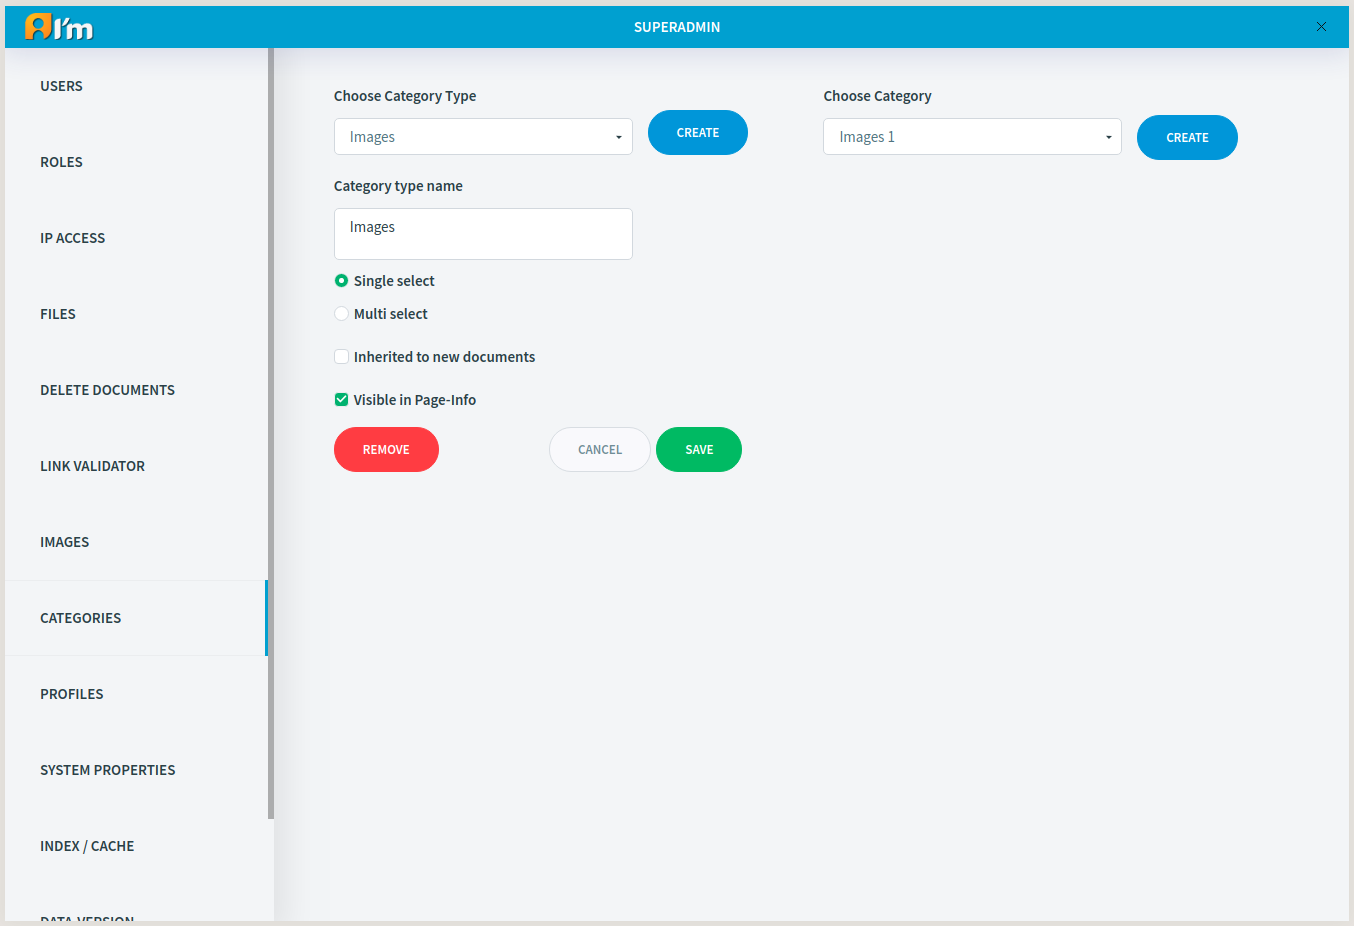 I'm
SUPERADMIN
USERS
ROLES
IP ACCESS
FILES
DELETE DOCUMENTS
LINK VALIDATOR
IMAGES
CATEGORIES
PROFILES
SYSTEM PROPERTIES
INDEX / CACHE
DATA-VERSION
Choose Category Type
Images
CREATE
Category type name
Images
Single select
Multi select
Inherited to new documents
Visible in Page-Info
REMOVE
CANCEL
SAVE
Choose Category
Images 1
CREATE